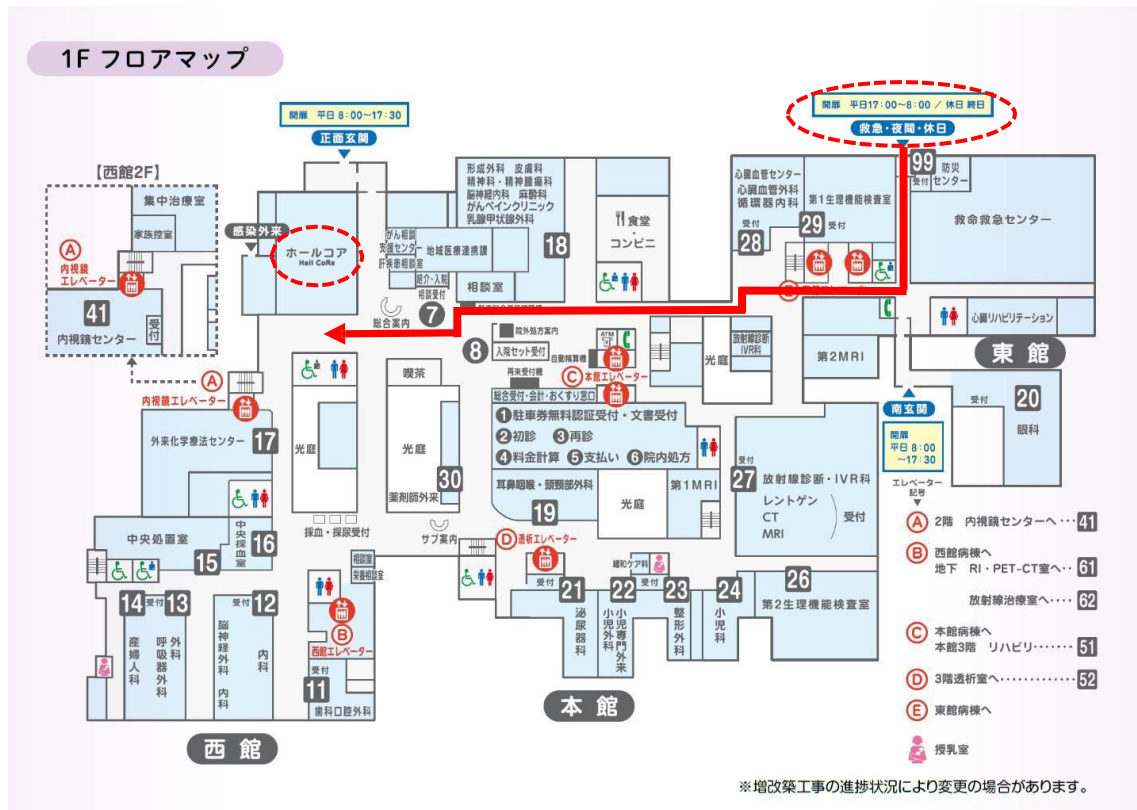 1F フロアマップ
開扉 平日 8:00〜17:30
正面玄関
開扉 平日17:00〜8:00 / 休日 終日
救急・夜間・休日
【西館2F】
集中治療室
家族控室
A
内視鏡
エレベーター
41
受付
内視鏡センター
A
内視鏡エレベーター
感染外来
ホールコア
Hall CoRe
がん相談
支援センター
肝疾患相談室
地域医療連携課
紹介・入院
相談受付
7
総合案内
形成外科 皮膚科
精神科・精神腫瘍科
脳神経内科 麻酔科
がんペインクリニック
乳腺甲状腺外科
18
相談室
食堂
・
コンビニ
心臓血管センター
心臓血管外科
循環器内科
受付
28
第1生理機能検査室
29
受付
99
受付
防災
センター
救命救急センター
心臓リハビリテーション
東館
第2MRI
放射線診断
IVR科
光庭
南玄関
開扉
平日 8:00
〜17:30
受付
20
眼科
8
院外処方案内
入院セット受付
再来受付機
ATM
自動精算機
C
本館エレベーター
総合受付・会計・おくすり窓口
1駐車券無料認証受付・文書受付
2初診 3再診
4料金計算 5支払い 6院内処方
耳鼻咽喉・頭頸部外科
19
光庭
第1MRI
受付
27
放射線診断・IVR科
レントゲン
CT
MRI
受付
喫茶
光庭
30
薬剤師外来
光庭
採血・採尿受付
サブ案内
外来化学療法センター
17
中央処置室
15
中央採血室
16
14
受付
13
受付
12
産婦人科
呼吸器外科
外科
脳神経外科
内科
内科
相談室
栄養相談室
B
西館エレベーター
受付
11
歯科口腔外科
西館
D
透析エレベーター
受付
21
泌尿器科
緩和ケア科
22
受付
23
小児外科
小児専門外来
整形外科
24
小児科
26
第2生理機能検査室
本館
エレベーター
記号
A 2階 内視鏡センターへ・・・41
B 西館病棟へ
地下 RI・PET-CT室へ・・61
放射線治療室へ・・・・62
C 本館病棟へ
本館3階 リハビリ・・・・・・・51
D 3階透析室へ・・・・・・・・・・・・52
E 東館病棟へ
授乳室
※増改築工事の進捗状況により変更の場合があります。